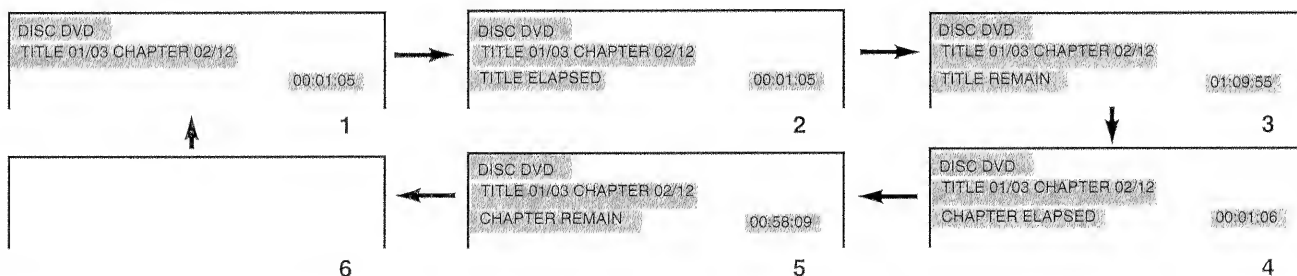 DISC DVD
TITLE 01/03 CHAPTER 02/12
00:01:05
1
DISC DVD
TITLE 01/03 CHAPTER 02/12
TITLE ELAPSED 00:01:05
2
DISC DVD
TITLE 01/03 CHAPTER 02/12
TITLE REMAIN 01:09:55
3
DISC DVD
TITLE 01/03 CHAPTER 02/12
CHAPTER ELAPSED 00:01:06
4
DISC DVD
TITLE 01/03 CHAPTER 02/12
CHAPTER REMAIN 00:58:09
5
6